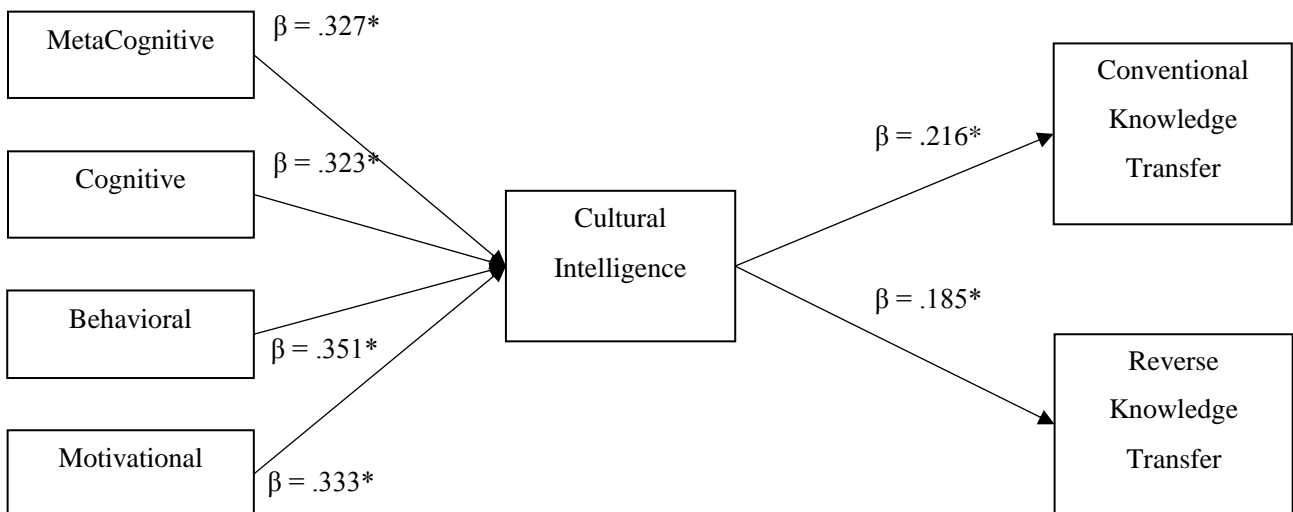 MetaCognitive
β = .327*
Cognitive
β = .323*
Behavioral
β = .351*
Motivational
β = .333*
Cultural
Intelligence
β = .216*
Conventional
Knowledge
Transfer
β = .185*
Reverse
Knowledge
Transfer